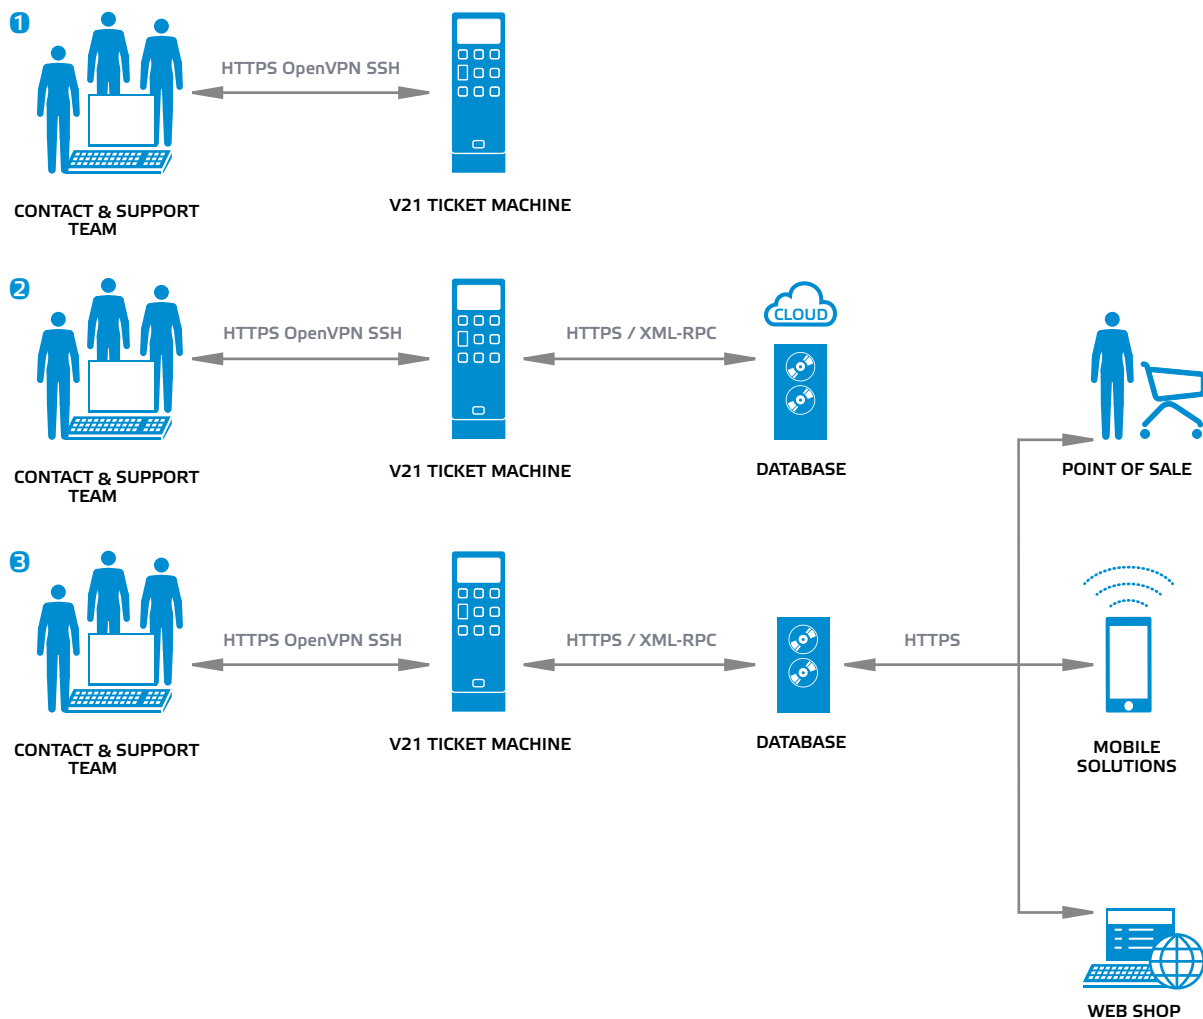 1
HTTPS OpenVPN SSH
CONTACT & SUPPORT
TEAM
V21 TICKET MACHINE
2
HTTPS OpenVPN SSH
HTTPS / XML-RPC
CLOUD
CONTACT & SUPPORT
TEAM
V21 TICKET MACHINE
DATABASE
POINT OF SALE
3
HTTPS OpenVPN SSH
HTTPS / XML-RPC
HTTPS
CONTACT & SUPPORT
TEAM
V21 TICKET MACHINE
DATABASE
MOBILE
SOLUTIONS
WEB SHOP